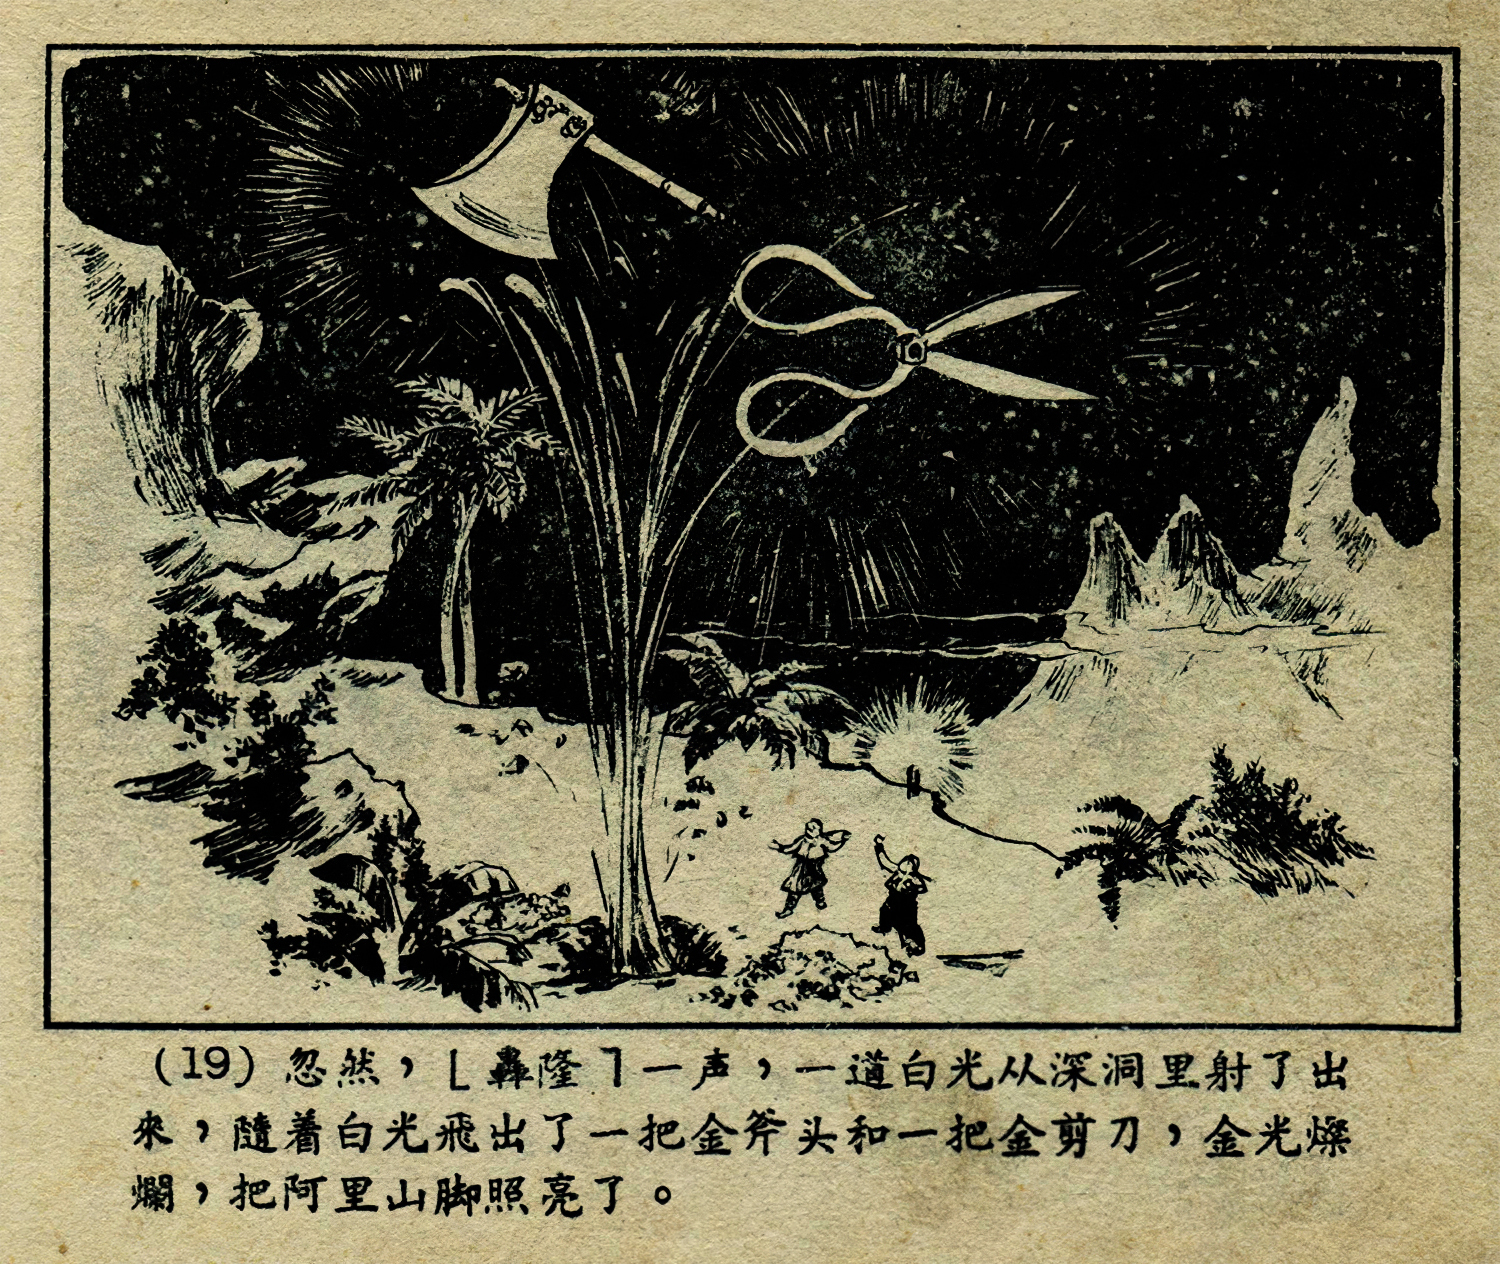 (19) 忽然，⌊轟隆⌉一声，一道白光从深洞里射了出
來，隨着白光飛出了一把金斧头和一把金剪刀，金光燦
爛，把阿里山脚照亮了。